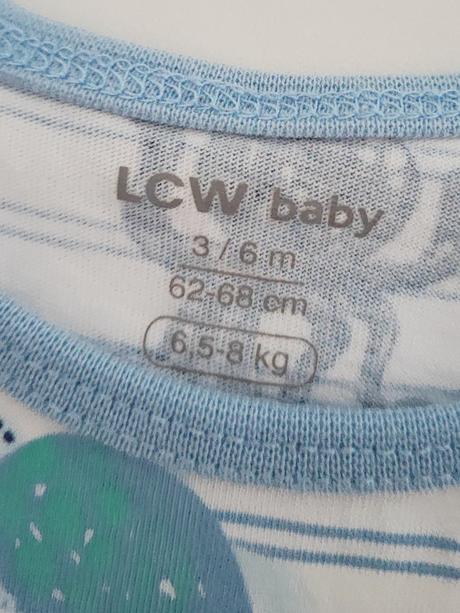 LCW baby
3 / 6 m
62-68 cm
6,5-8 kg